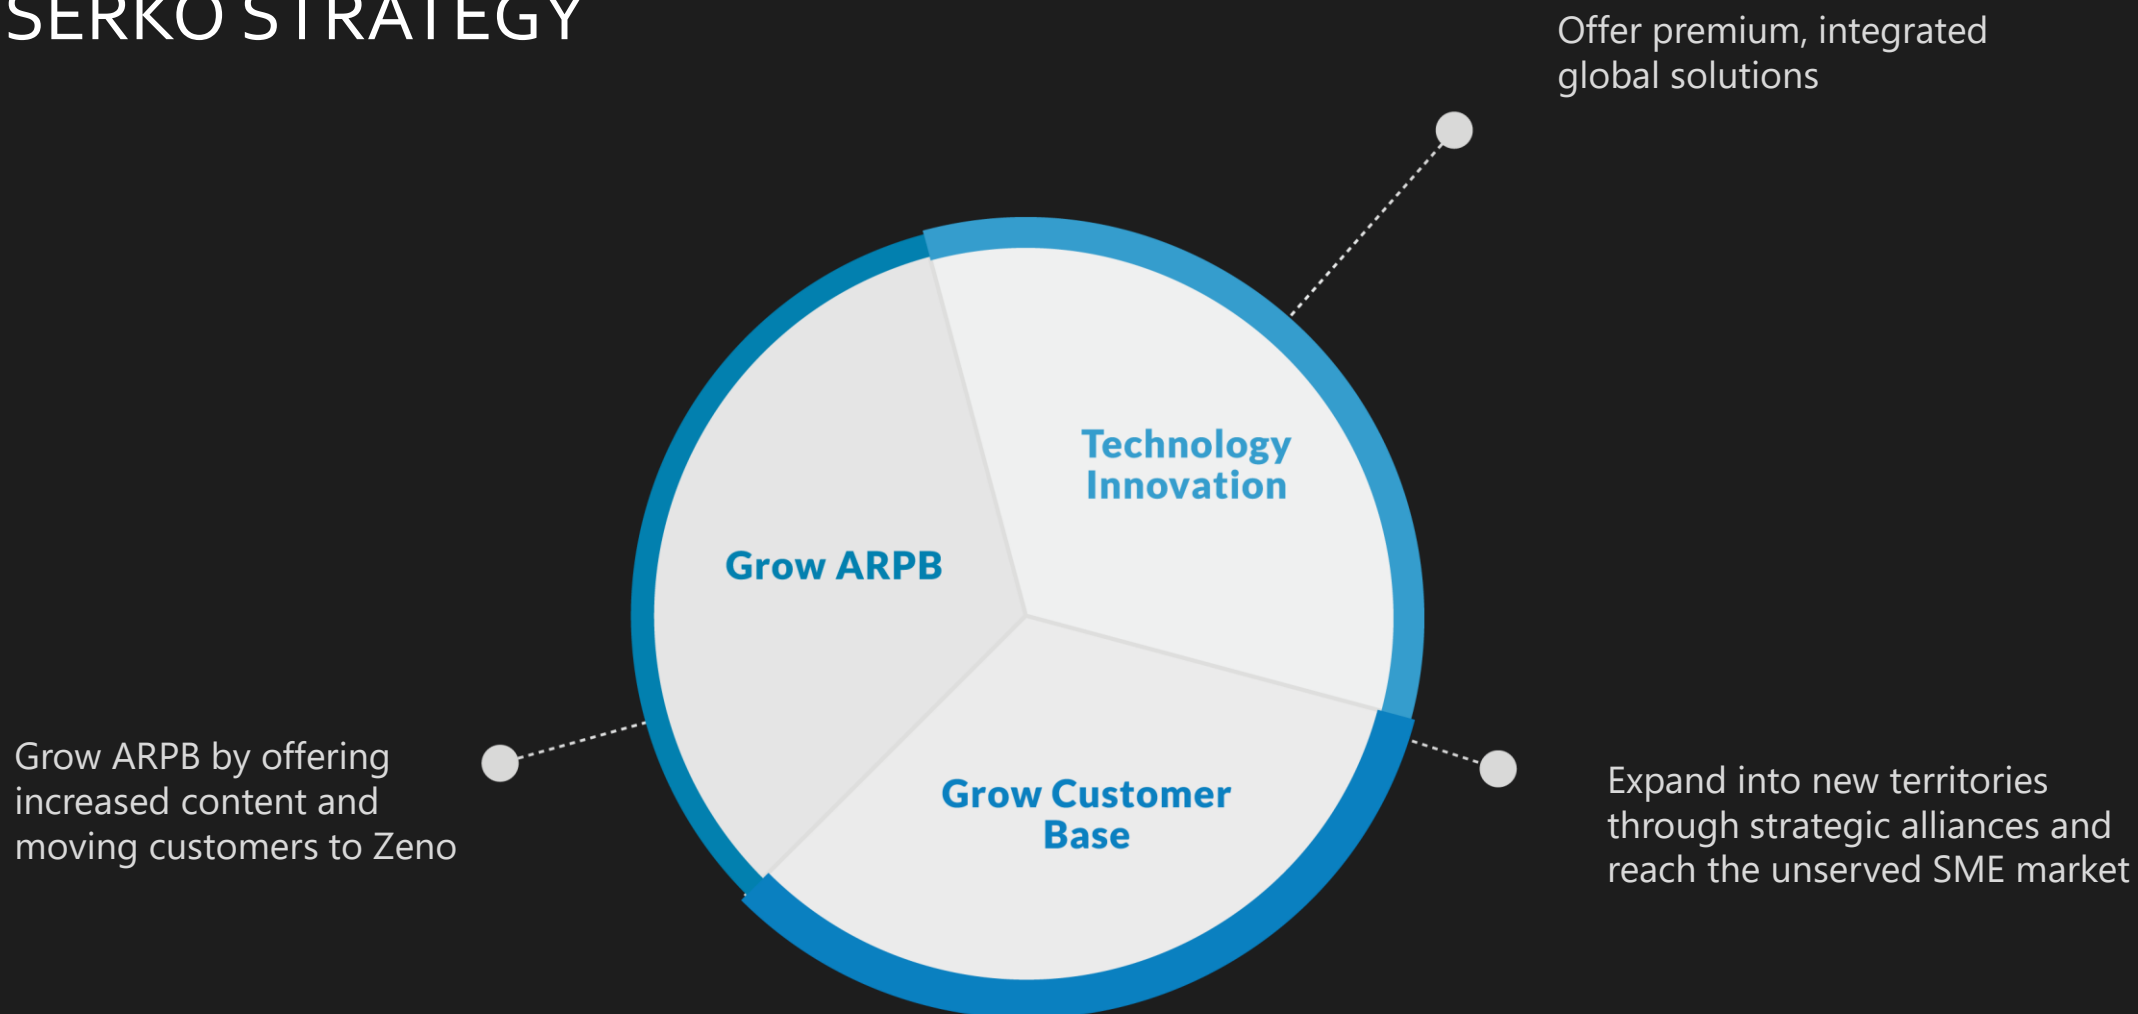 SERKO STRATEGY
Offer premium, integrated
global solutions
Technology
Innovation
Grow ARPB
Grow ARPB by offering
increased content and
moving customers to Zeno
Grow Customer
Base
Expand into new territories
through strategic alliances and
reach the unserved SME market